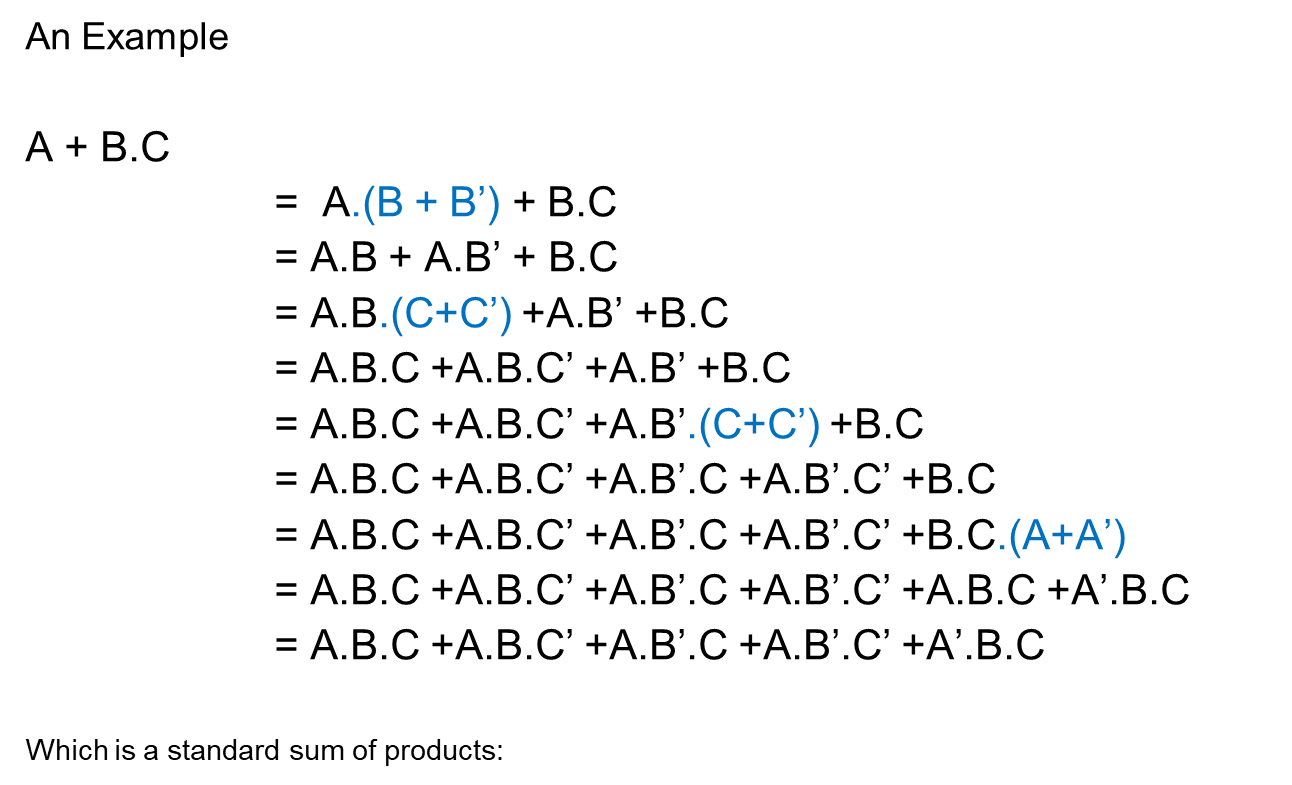 An Example
A + B.C
= A.(B + B’) + B.C
= A.B + A.B’ + B.C
= A.B.(C+C’) +A.B’ +B.C
= A.B.C +A.B.C’ +A.B’ +B.C
= A.B.C +A.B.C’ +A.B’.(C+C’) +B.C
= A.B.C +A.B.C’ +A.B’.C +A.B’.C’ +B.C
= A.B.C +A.B.C’ +A.B’.C +A.B’.C’ +B.C.(A+A’)
= A.B.C +A.B.C’ +A.B’.C +A.B’.C’ +A.B.C +A’.B.C
= A.B.C +A.B.C’ +A.B’.C +A.B’.C’ +A’.B.C
Which is a standard sum of products: